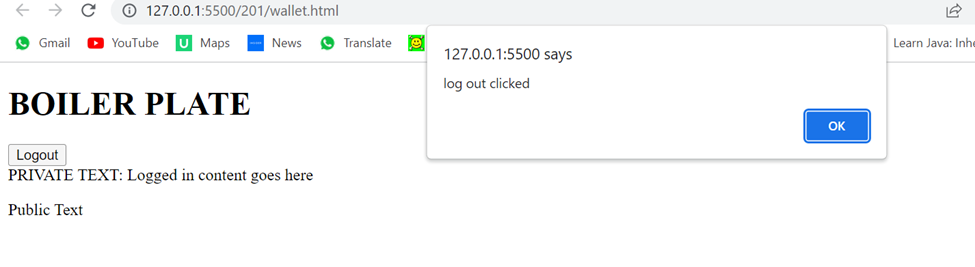 127.0.0.1:5500/201/wallet.html
Gmail YouTube Maps News Translate Learn Java: Inhe
127.0.0.1:5500 says
log out clicked
OK
BOILER PLATE
Logout
PRIVATE TEXT: Logged in content goes here
Public Text